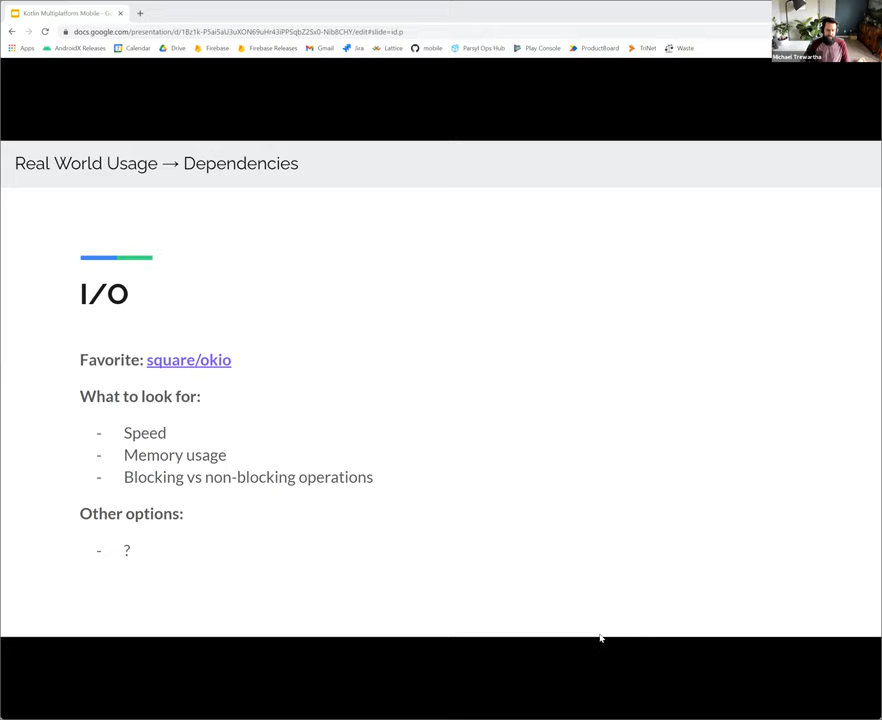 Kotlin Multiplatform Mobile - G
docs.google.com/presentation/d/18z1k-P5ai5aU3uXON69uHr43iPPSqbZ2Sx0-Nib8CHY/edit#slide=id.p
Apps AndroidX Releases Calendar Drive Firebase Firebase Releases Gmail Jira Lattice mobile Parsyl Ops Hub Play Console ProductBoard TriNet Waste
Michael Trewartha
Real World Usage → Dependencies
I/O
Favorite: square/okio
What to look for:
- Speed
- Memory usage
- Blocking vs non-blocking operations
Other options:
- ?